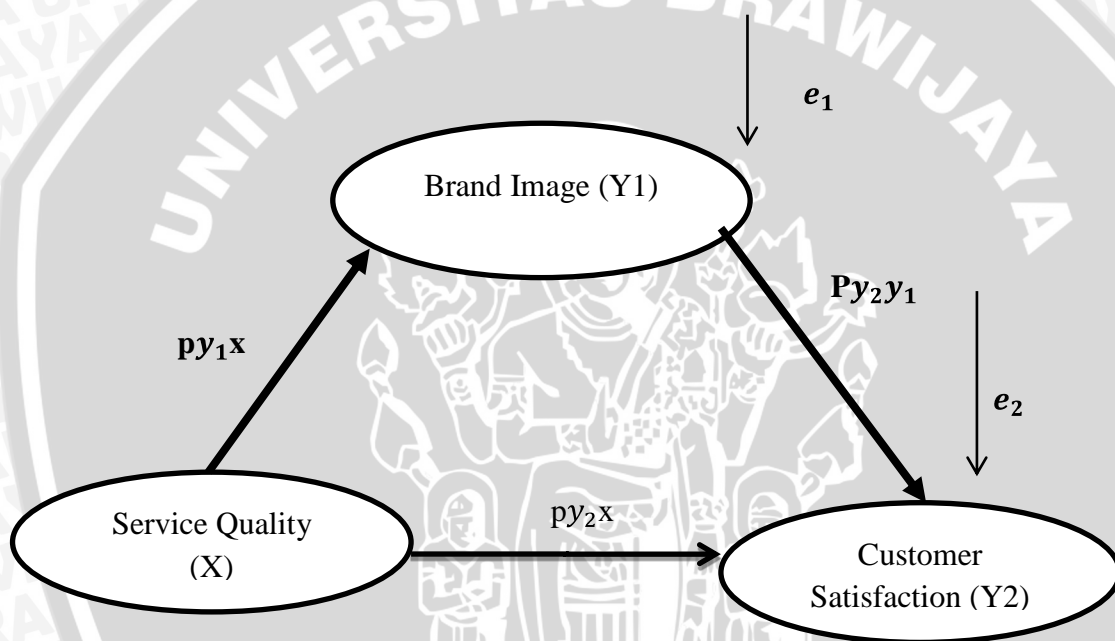 UNIVERSITAS BRAWIJAYA
e₁
Brand Image (Y1)
Py₂y₁
py₁x
e₂
Service Quality
(X)
py₂x
Customer
Satisfaction (Y2)